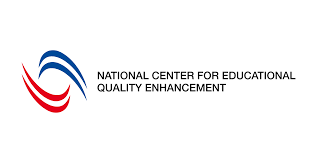 NATIONAL CENTER FOR EDUCATIONAL
QUALITY ENHANCEMENT